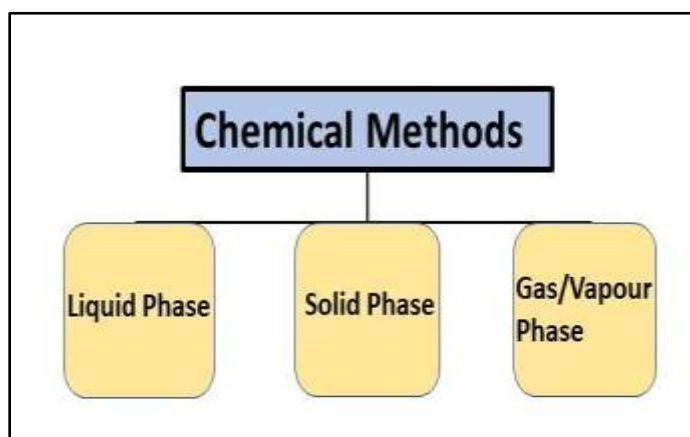 Chemical Methods
Liquid Phase
Solid Phase
Gas/Vapour
Phase